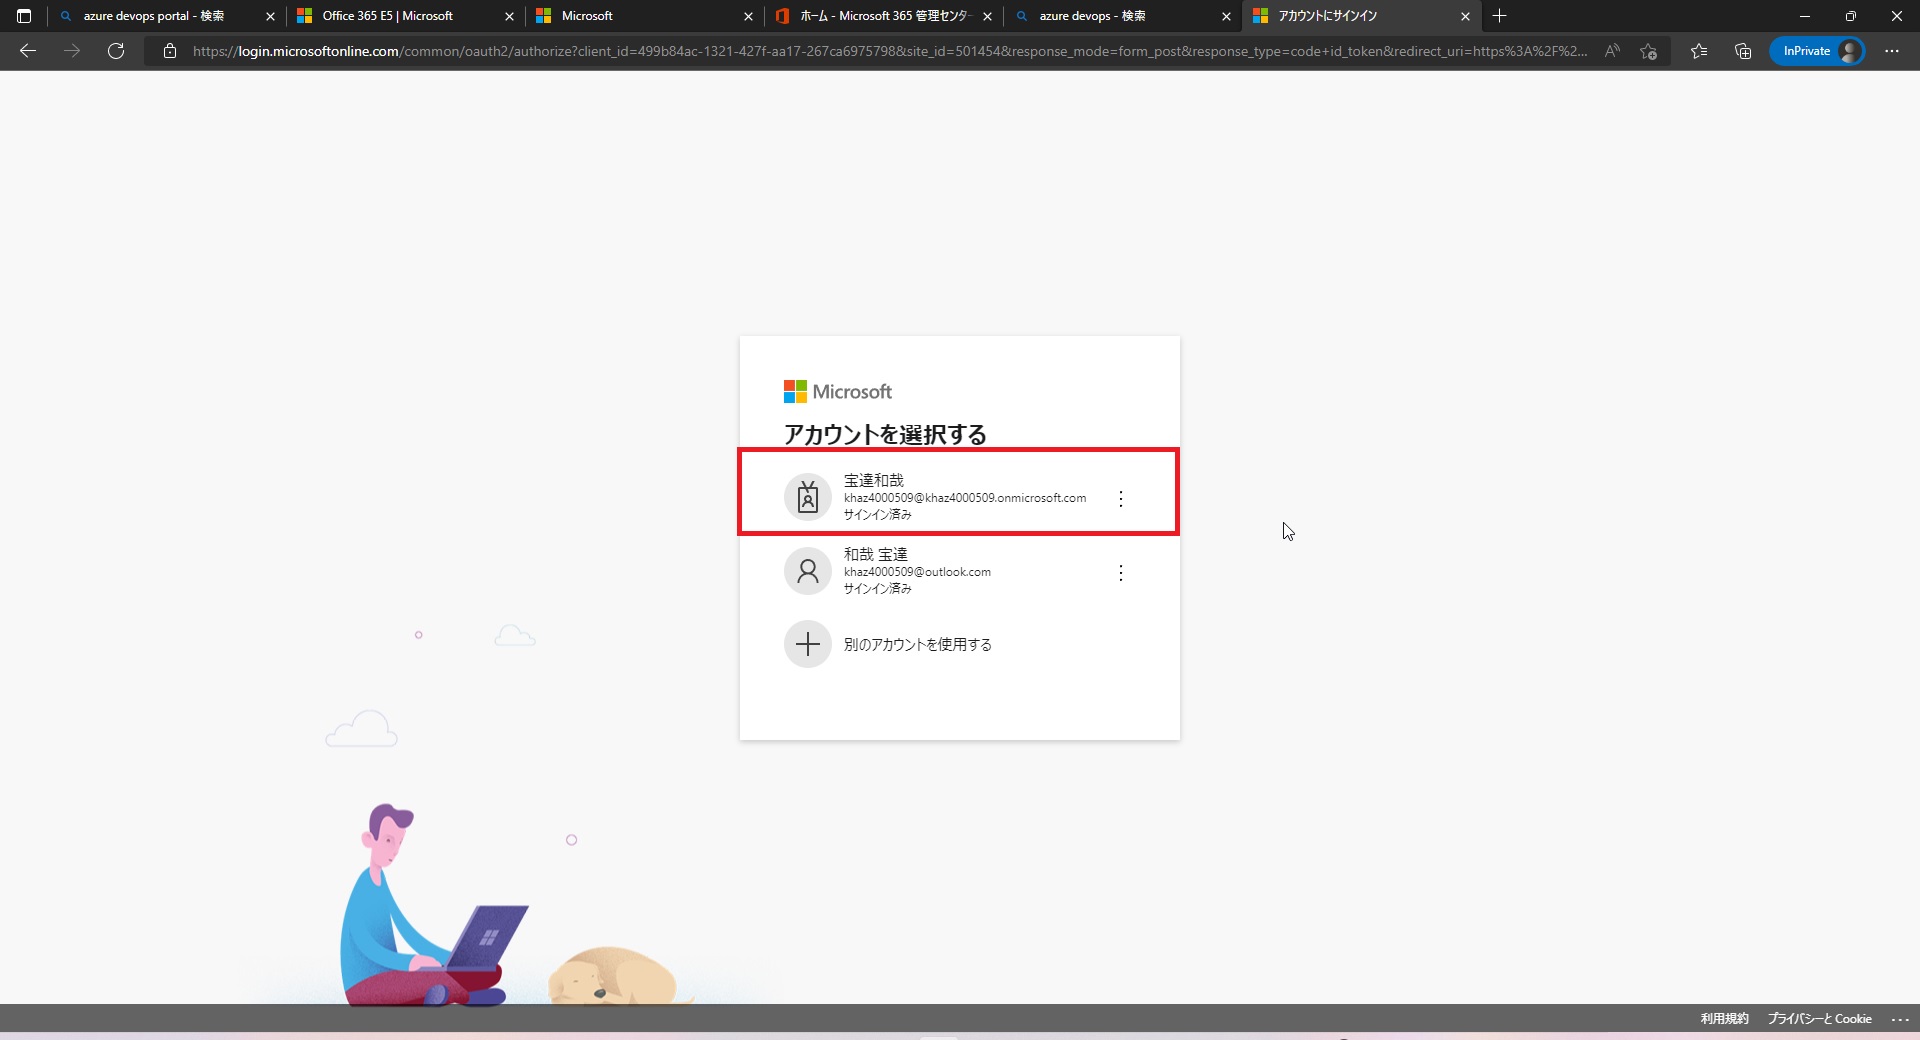 azure devops portal - 検索
Office 365 E5 | Microsoft
Microsoft
ホーム - Microsoft 365 管理センター
azure devops - 検索
アカウントにサインイン
https://login.microsoftonline.com/common/oauth2/authorize?client_id=499b84ac-1321-427f-aa17-267ca6975798&site_id=501454&response_mode=form_post&response_type=code+id_token&redirect_uri=https%3A%2F%2...
InPrivate
Microsoft
アカウントを選択する
宝達和哉
khaz4000509@khaz4000509.onmicrosoft.com
サインイン済み
和哉 宝達
khaz4000509@outlook.com
サインイン済み
別のアカウントを使用する
利用規約 プライバシーと Cookie ...